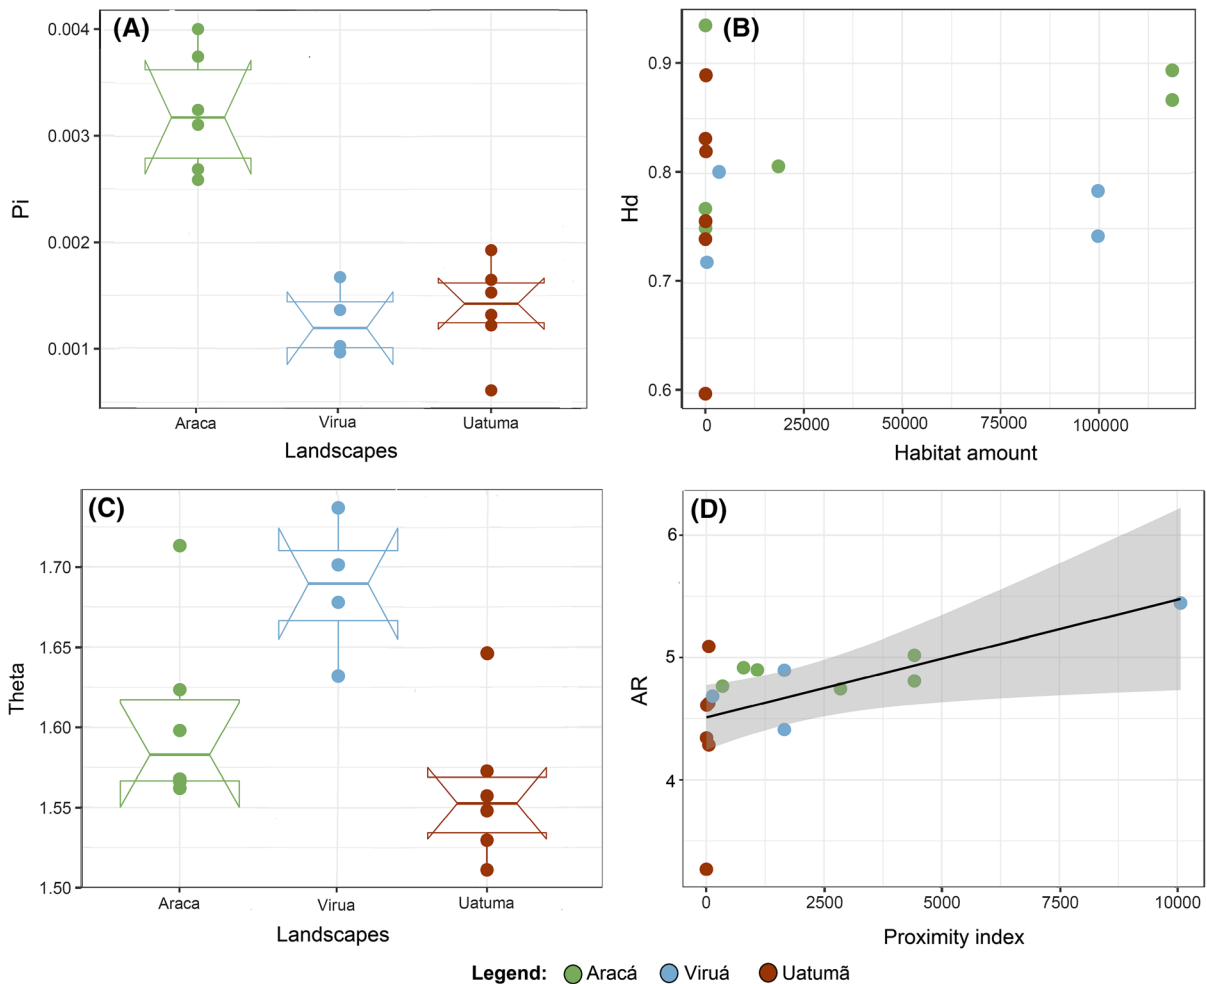 (A)
0.004
0.003
0.002
0.001
Pi
Araca Virua Uatuma
Landscapes
(B)
0.9
0.8
0.7
0.6
Hd
0 25000 50000 75000 100000
Habitat amount
(C)
1.70
1.65
1.60
1.55
1.50
Theta
Araca Virua Uatuma
Landscapes
(D)
6
5
4
AR
0 2500 5000 7500 10000
Proximity index
Legend: Aracá Viruá Uatumã